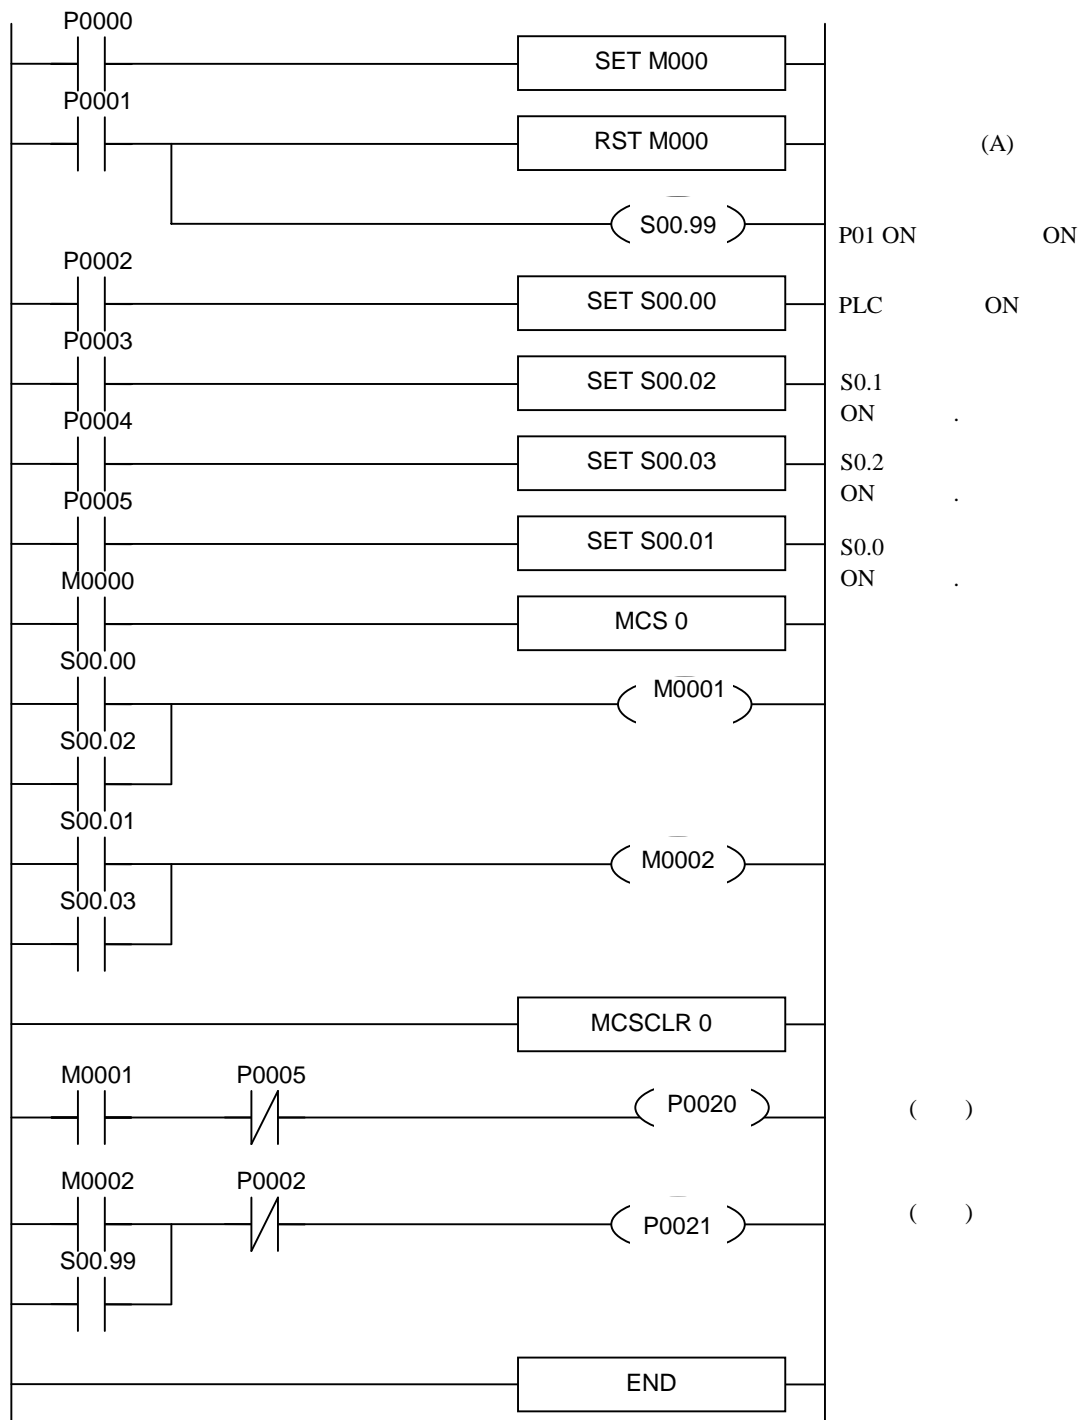 P0000
SET M000
P0001
RST M000 (A)
S00.99
P01 ON ON
P0002
SET S00.00 PLC ON
P0003
SET S00.02 S0.1
ON .
P0004
SET S00.03 S0.2
ON .
P0005
SET S00.01 S0.0
ON .
M0000
MCS 0
S00.00
M0001
S00.02
S00.01
M0002
S00.03
MCSCLR 0
M0001 P0005
P0020 ( )
M0002 P0002
P0021 ( )
S00.99
END